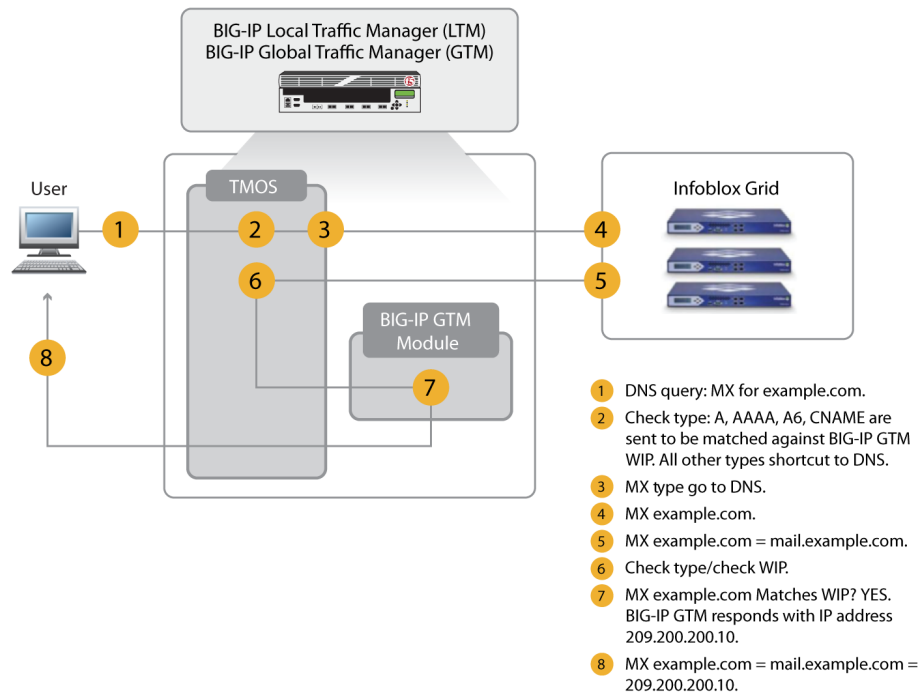 BIG-IP Local Traffic Manager (LTM)
BIG-IP Global Traffic Manager (GTM)
User
TMOS
Infoblox Grid
1
2
3
4
6
5
BIG-IP GTM
Module
8
7
1 DNS query: MX for example.com.
2 Check type: A, AAAA, A6, CNAME are
sent to be matched against BIG-IP GTM
WIP. All other types shortcut to DNS.
3 MX type go to DNS.
4 MX example.com.
5 MX example.com = mail.example.com.
6 Check type/check WIP.
7 MX example.com Matches WIP? YES.
BIG-IP GTM responds with IP address
209.200.200.10.
8 MX example.com = mail.example.com =
209.200.200.10.